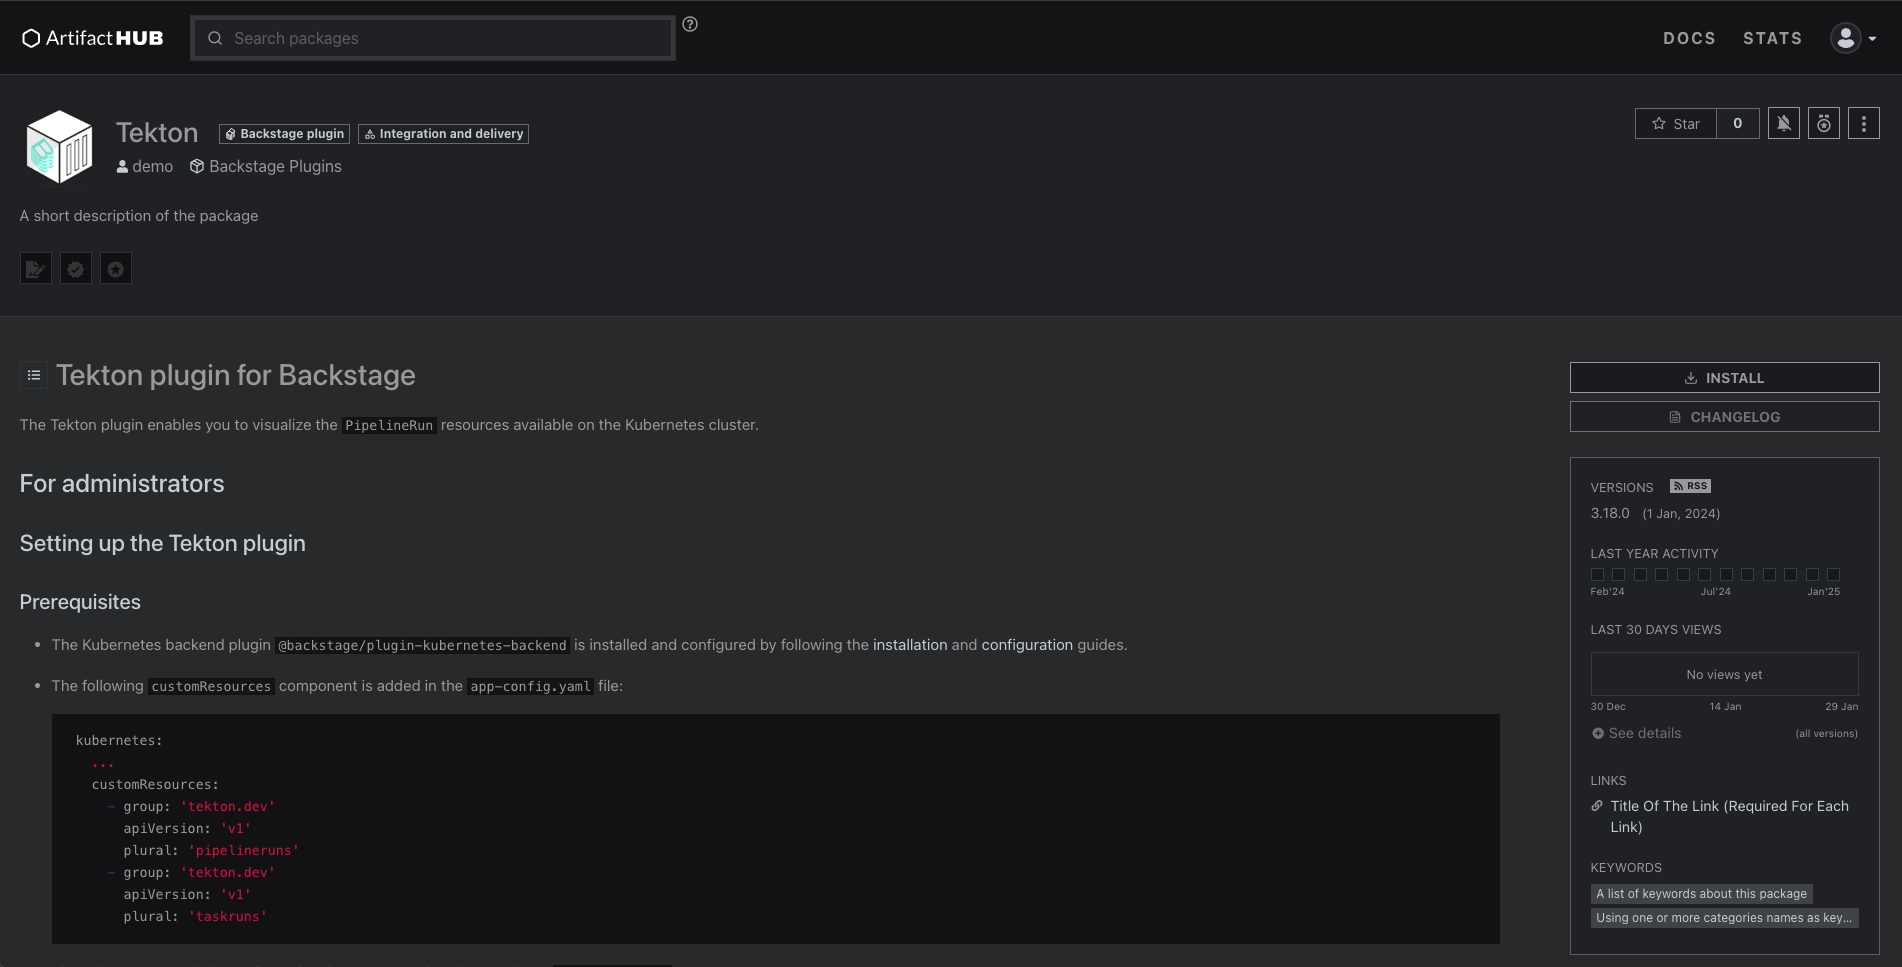 ArtifactHUB
Search packages
DOCS
STATS
Tekton
Backstage plugin
Integration and delivery
Star
0
demo
Backstage Plugins
A short description of the package
Tekton plugin for Backstage
The Tekton plugin enables you to visualize the PipelineRun resources available on the Kubernetes cluster.
For administrators
Setting up the Tekton plugin
Prerequisites
• The Kubernetes backend plugin @backstage/plugin-kubernetes-backend is installed and configured by following the installation and configuration guides.
• The following customResources component is added in the app-config.yaml file:
kubernetes:
  ...
  customResources:
    - group: 'tekton.dev'
      apiVersion: 'v1'
      plural: 'pipelineruns'
    - group: 'tekton.dev'
      apiVersion: 'v1'
      plural: 'taskruns'
INSTALL
CHANGELOG
VERSIONS
RSS
3.18.0 (1 Jan, 2024)
LAST YEAR ACTIVITY
Feb'24 Jul'24 Jan'25
LAST 30 DAYS VIEWS
No views yet
30 Dec 14 Jan 29 Jan
See details (all versions)
LINKS
Title Of The Link (Required For Each
Link)
KEYWORDS
A list of keywords about this package
Using one or more categories names as key...